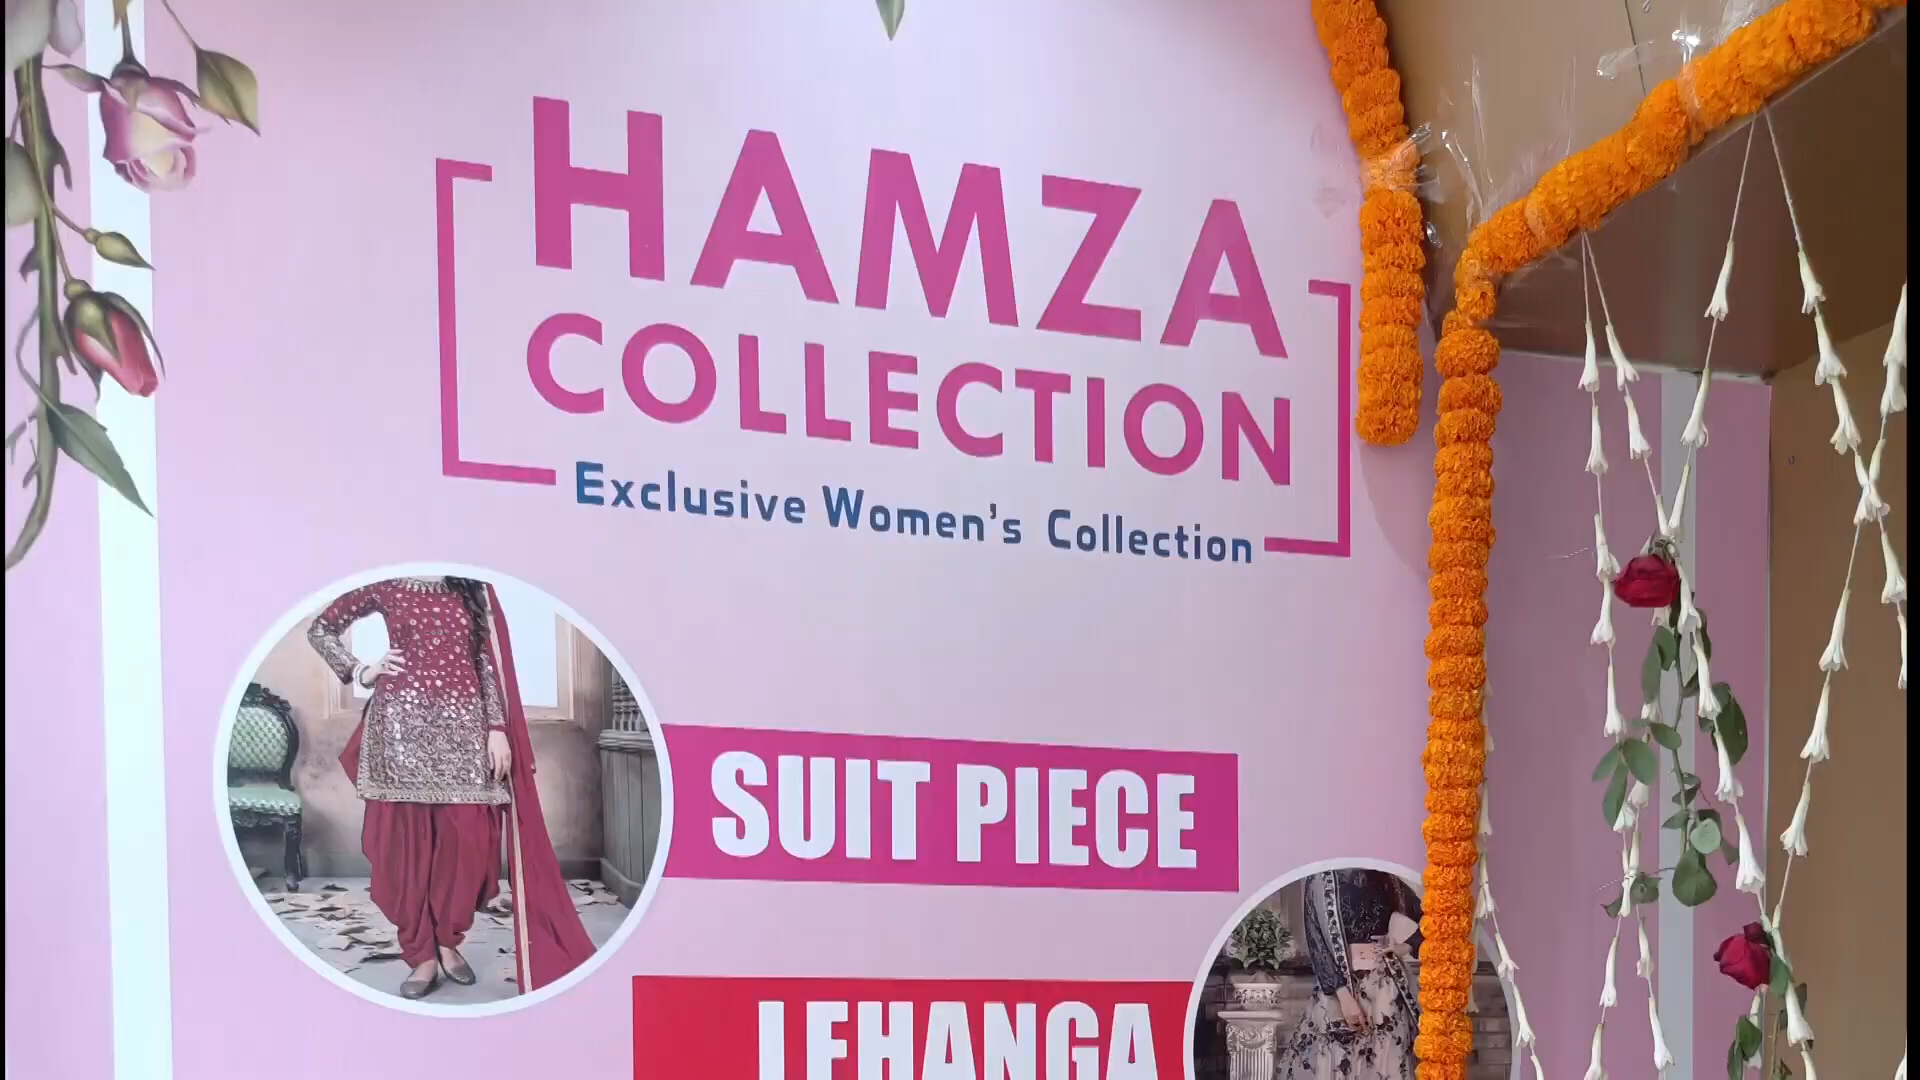 HAMZA
COLLECTION
Exclusive Women's Collection
SUIT PIECE
LEHANGA